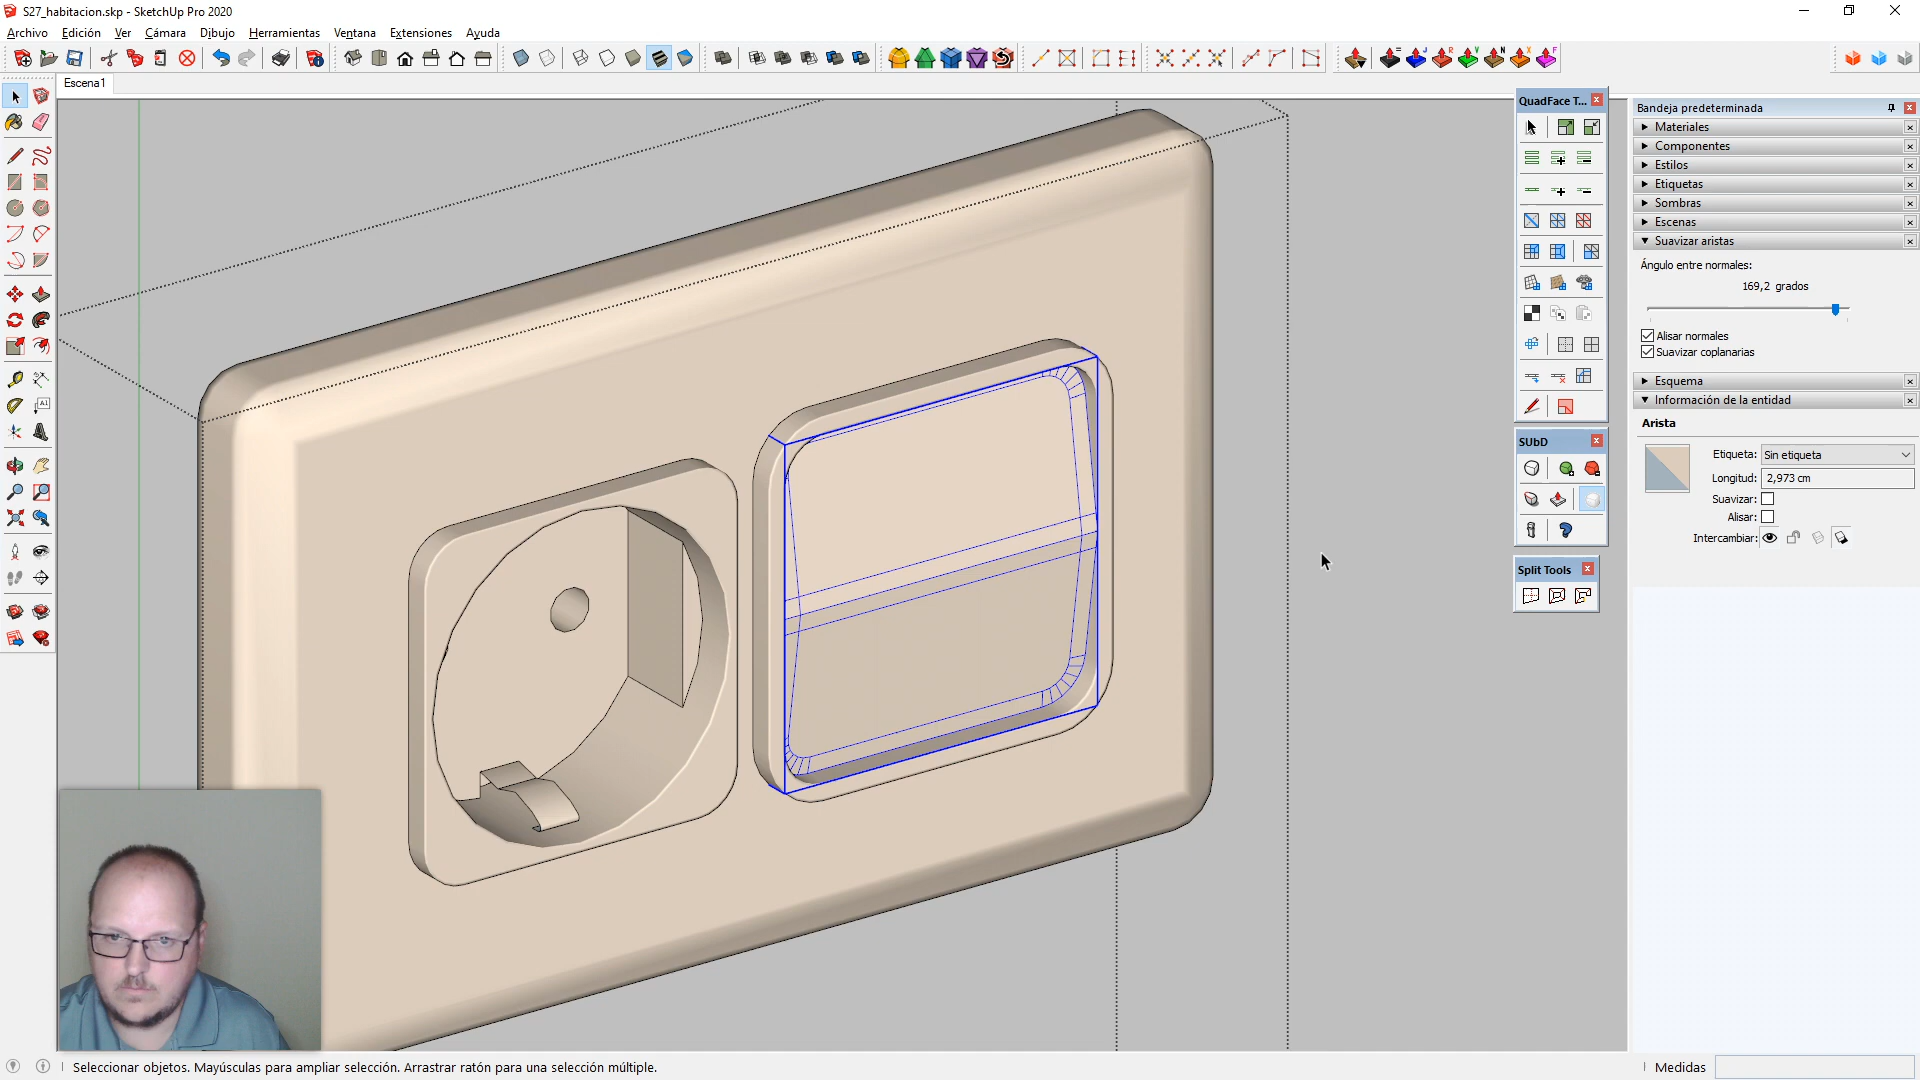 S27_habitacion.skp - SketchUp Pro 2020
Archivo Edición Ver Cámara Dibujo Herramientas Ventana Extensiones Ayuda
Escena1
QuadFace T...
SUbD
Split Tools
Bandeja predeterminada
Materiales
Componentes
Estilos
Etiquetas
Sombras
Escenas
Suavizar aristas
Ángulo entre normales:
169,2 grados
Alisar normales
Suavizar coplanarias
Esquema
Información de la entidad
Arista
Etiqueta: Sin etiqueta
Longitud: 2,973 cm
Suavizar:
Alisar:
Intercambiar:
Seleccionar objetos. Mayúsculas para ampliar selección. Arrastrar ratón para una selección múltiple.
Medidas